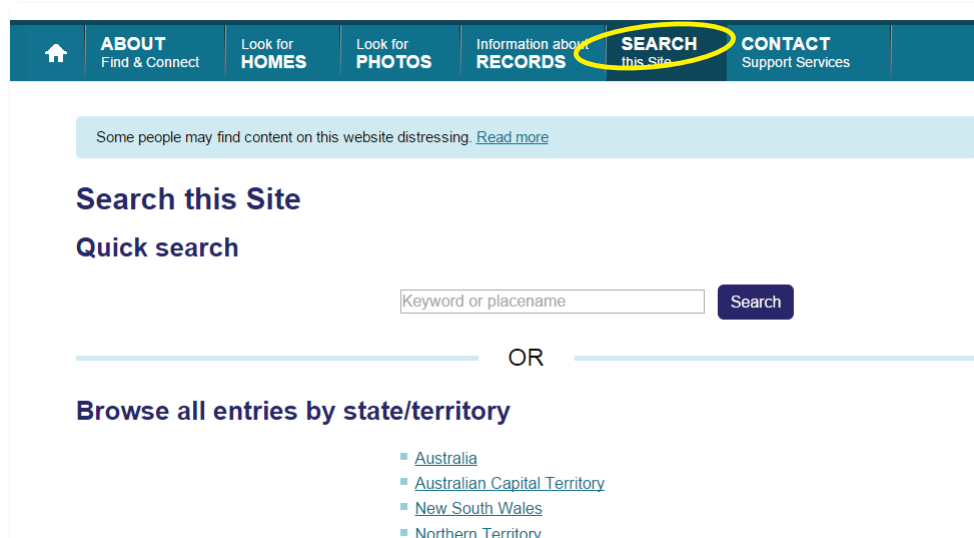 ABOUT
Find & Connect
Look for
HOMES
Look for
PHOTOS
Information about
RECORDS
SEARCH
this Site
CONTACT
Support Services
Some people may find content on this website distressing. Read more
Search this Site
Quick search
Keyword or placename
Search
OR
Browse all entries by state/territory
Australia
Australian Capital Territory
New South Wales
Northern Territory